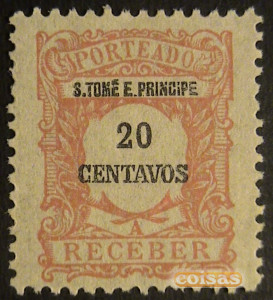 PORTEADO
S.TOMÉ E.PRINCIPE
20
CENTAVOS
A
RECEBER
coisas